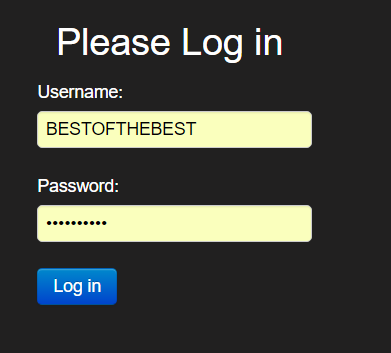 Please Log in
Username:
BESTOFTHEBEST
Password:
••••••••••
Log in